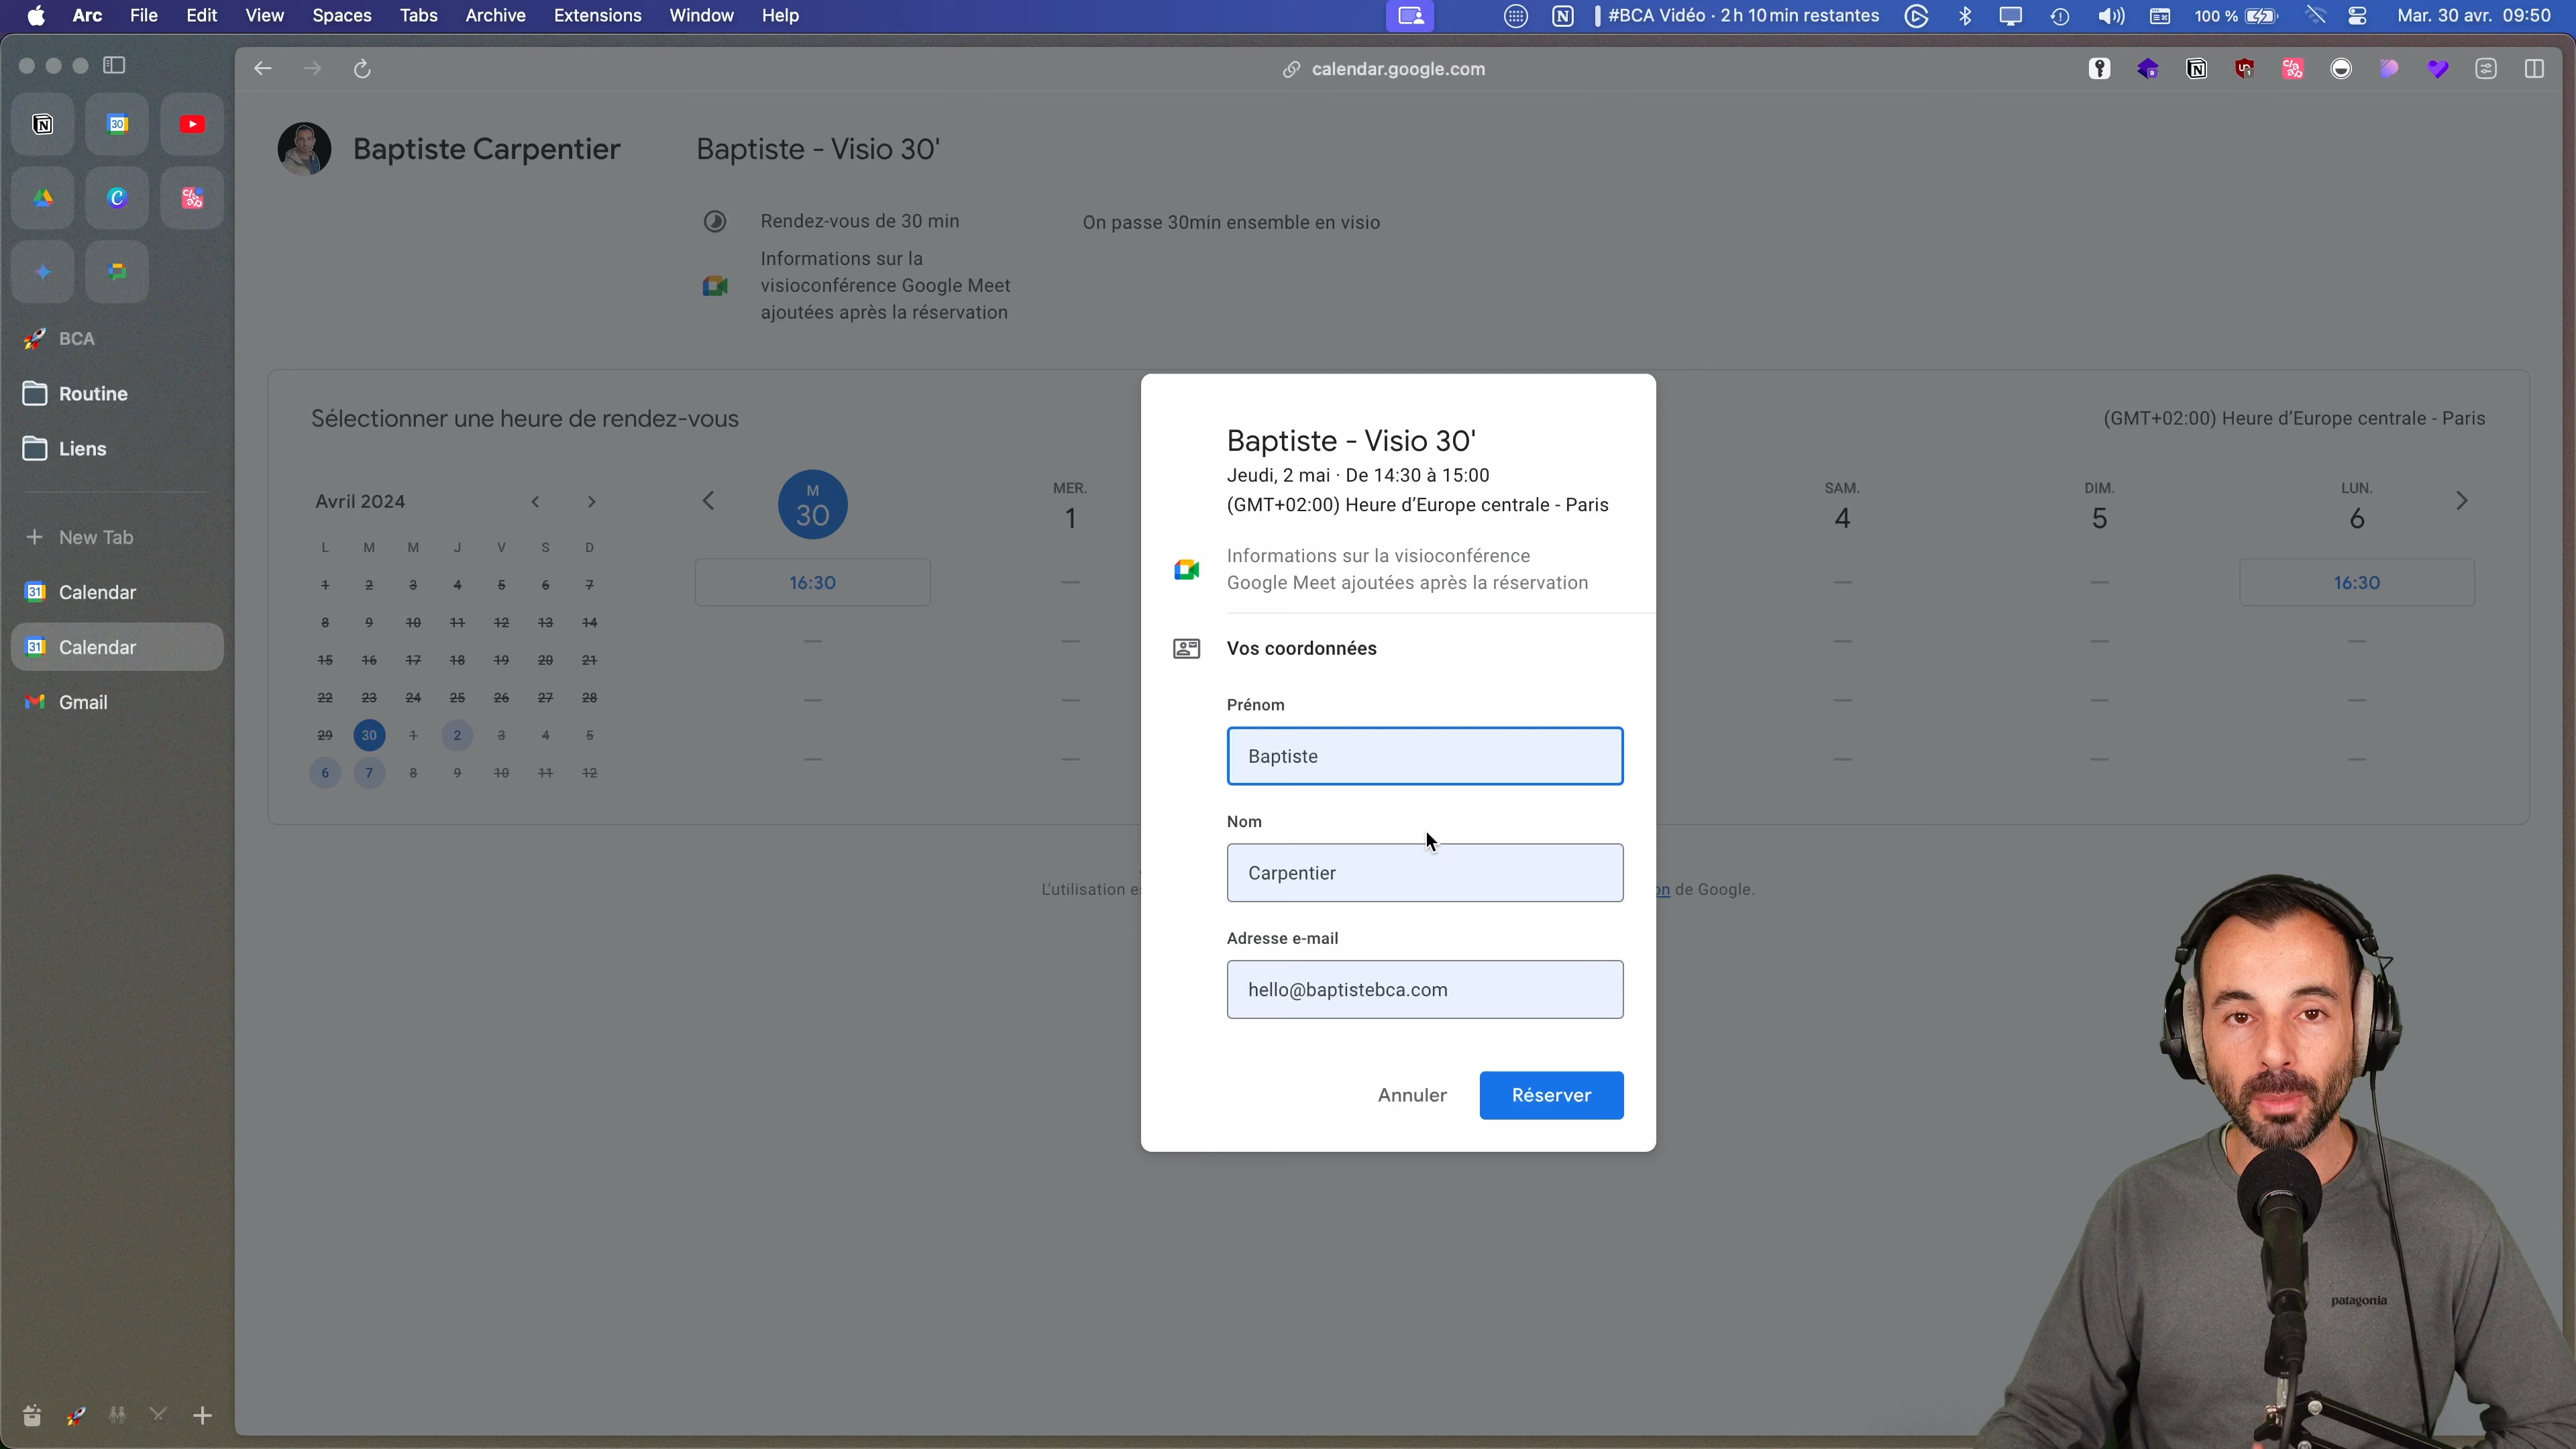 Arc File Edit View Spaces Tabs Archive Extensions Window Help
#BCA Vidéo · 2 h 10 min restantes 100 % Mar. 30 avr. 09:50
calendar.google.com
BCA
Routine
Liens
New Tab
Calendar
Calendar
Gmail
Baptiste Carpentier
Baptiste - Visio 30'
Rendez-vous de 30 min
On passe 30min ensemble en visio
Informations sur la
visioconférence Google Meet
ajoutées après la réservation
Sélectionner une heure de rendez-vous
(GMT+02:00) Heure d'Europe centrale - Paris
Avril 2024
L M M J V S D
1 2 3 4 5 6 7
8 9 10 11 12 13 14
15 16 17 18 19 20 21
22 23 24 25 26 27 28
29 30 1 2 3 4 5
6 7 8 9 10 11 12
M MER. SAM. DIM. LUN.
30 1 4 5 6
16:30 — — — 16:30
— — — — —
— — — — —
— — — — —
L'utilisation
de Google.
Baptiste - Visio 30'
Jeudi, 2 mai · De 14:30 à 15:00
(GMT+02:00) Heure d'Europe centrale - Paris
Informations sur la visioconférence
Google Meet ajoutées après la réservation
Vos coordonnées
Prénom
Baptiste
Nom
Carpentier
Adresse e-mail
hello@baptistebca.com
Annuler Réserver
patagonia